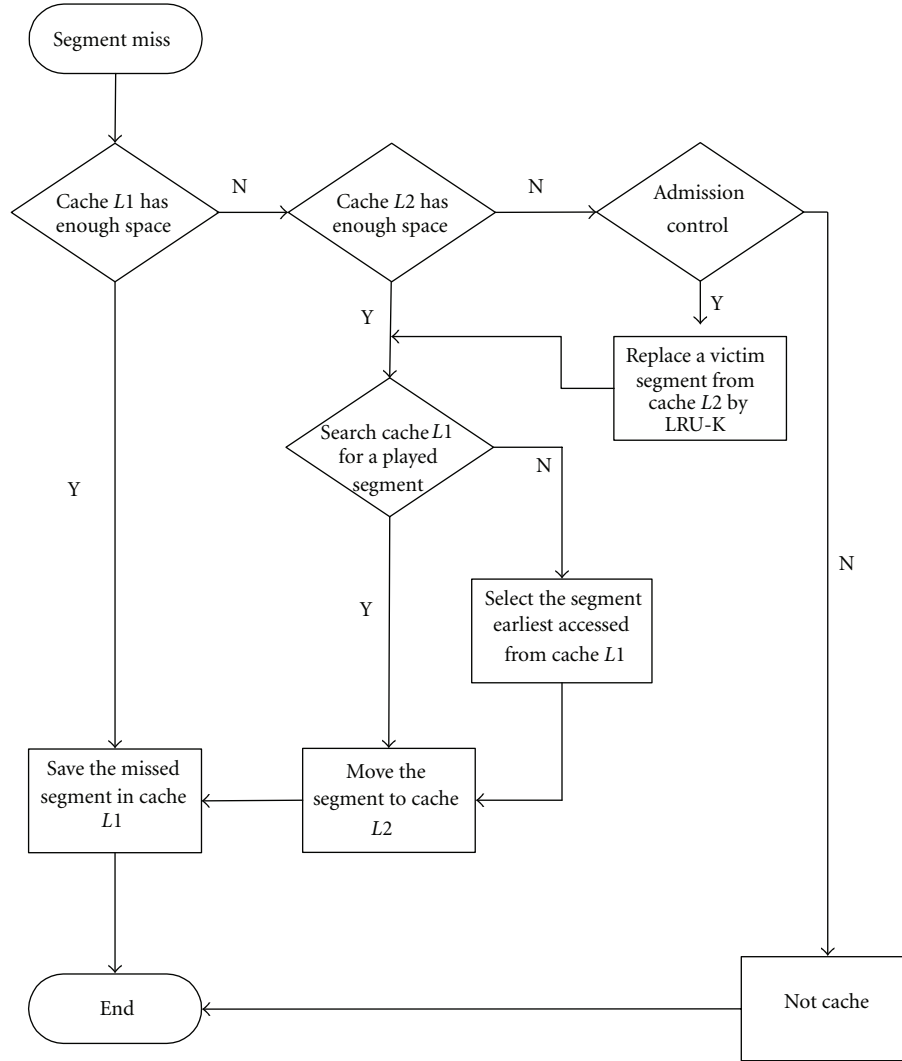 Segment miss
Cache L1 has
enough space
N
Cache L2 has
enough space
N
Admission
control
Y
Y
Replace a victim
segment from
cache L2 by
LRU-K
Search cache L1
for a played
segment
N
Y
N
Y
Select the segment
earliest accessed
from cache L1
Save the missed
segment in cache
L1
Move the
segment to cache
L2
End
Not cache